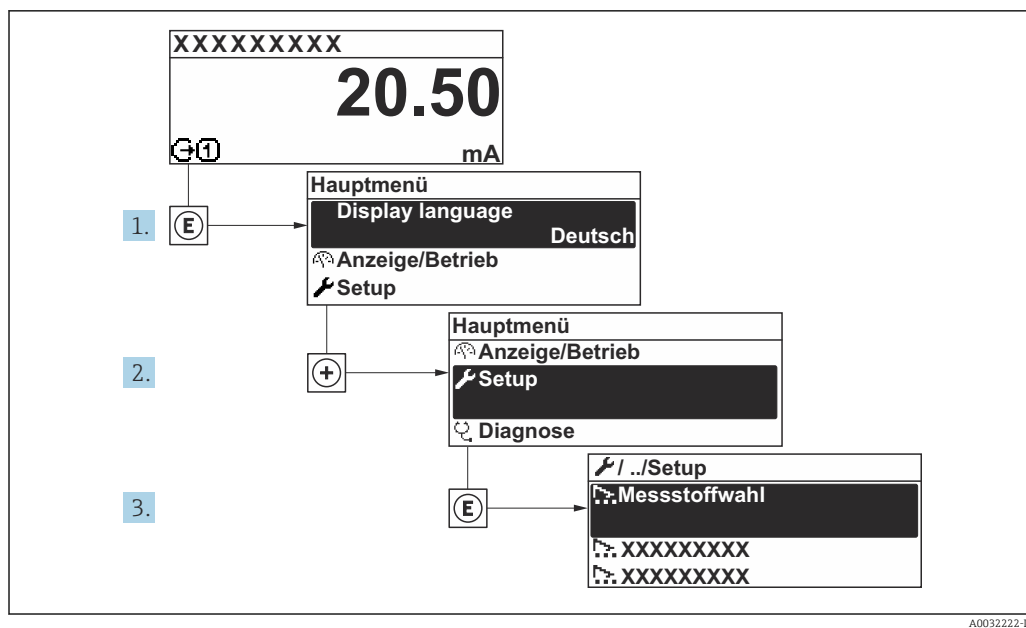 XXXXXXXXX
20.50
1
mA
1.
E
Hauptmenü
Display language
Deutsch
Anzeige/Betrieb
Setup
2.
+
Hauptmenü
Anzeige/Betrieb
Setup
Diagnose
3.
E
/ ../Setup
Messstoffwahl
XXXXXXXXX
XXXXXXXXX